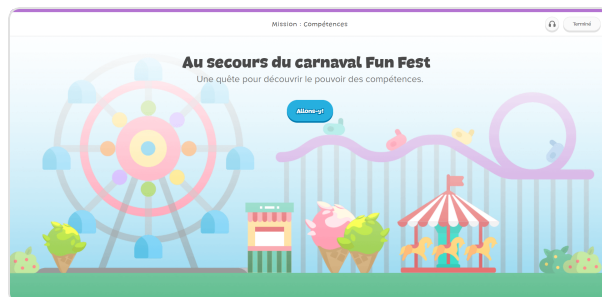 Mission : Compétences
Terminé
Au secours du carnaval Fun Fest
Une quête pour découvrir le pouvoir des compétences.
Allons-y!